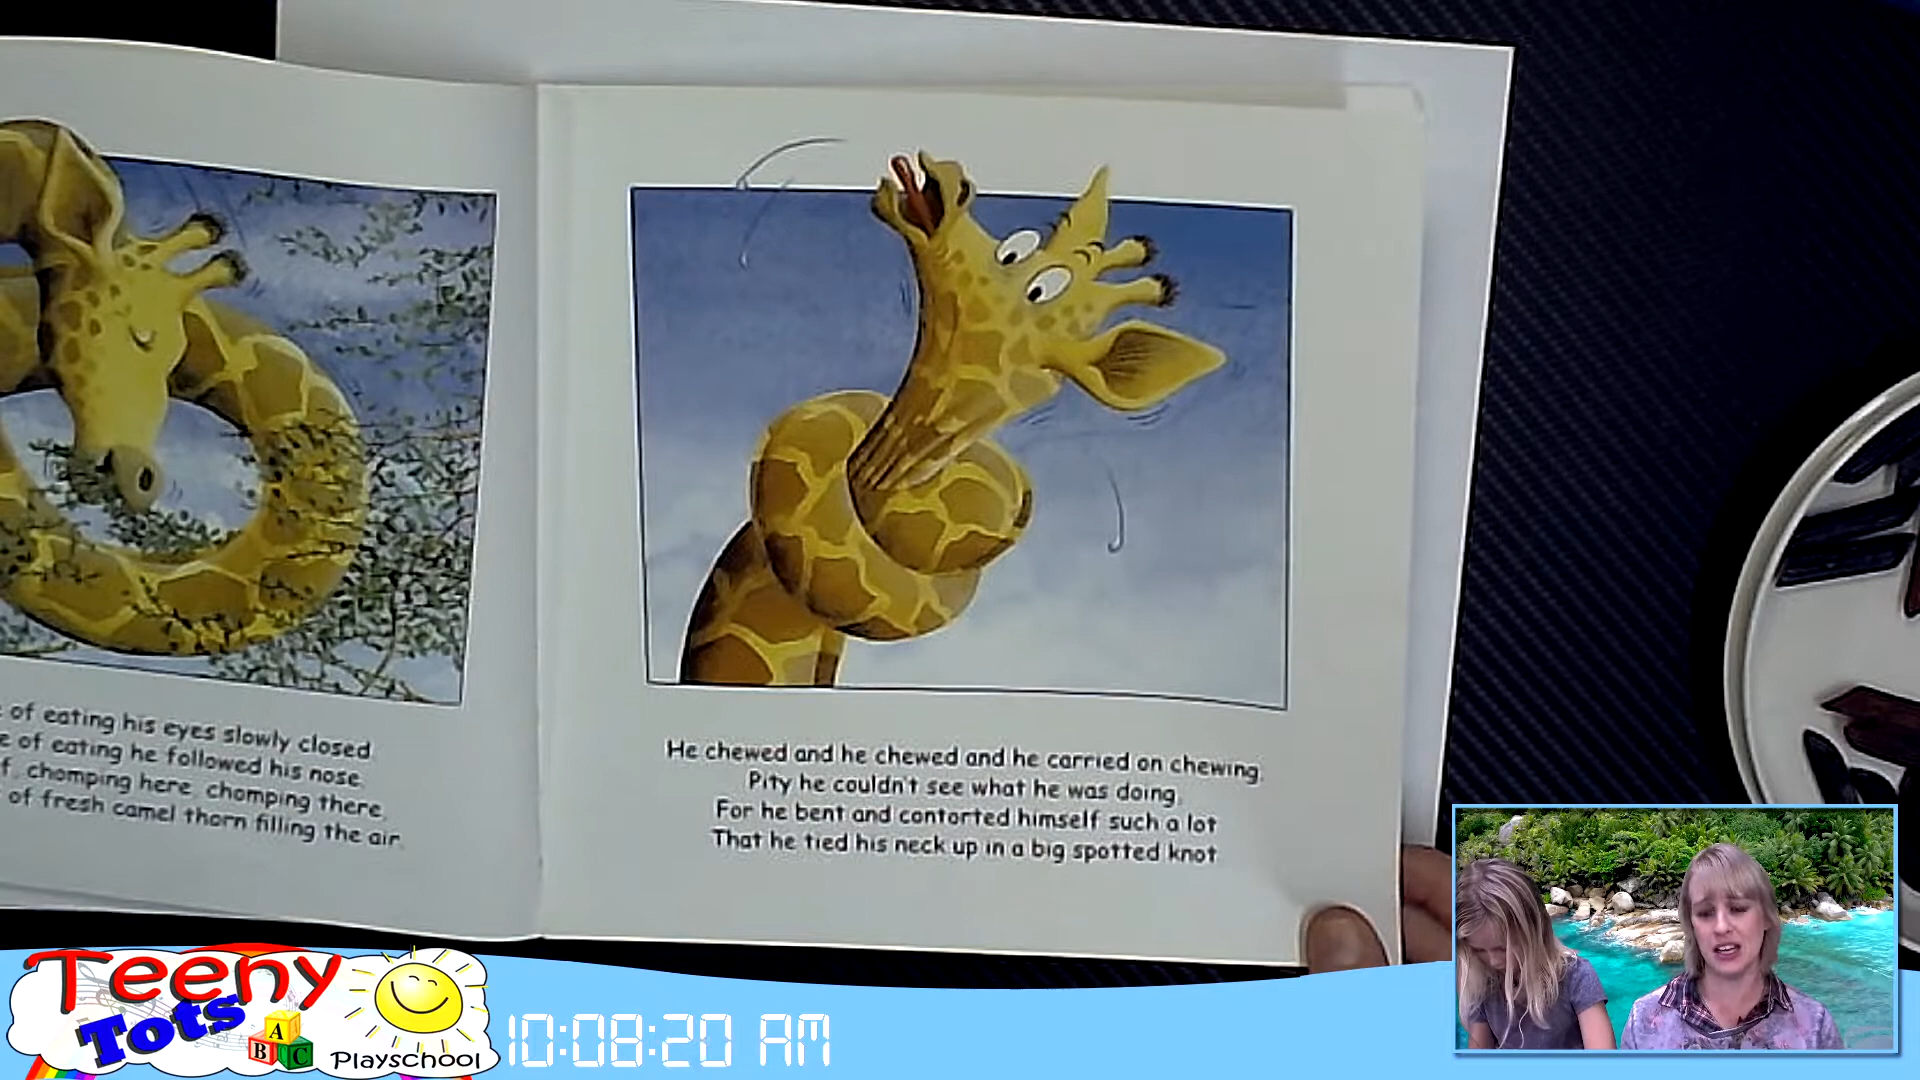 of eating his eyes slowly closed
of eating he followed his nose.
chomping here, chomping there,
of fresh camel thorn filling the air.
He chewed and he chewed and he carried on chewing.
Pity he couldn't see what he was doing,
For he bent and contorted himself such a lot
That he tied his neck up in a big spotted knot
Teeny
Tots
A
B C
Playschool
10:08:20 AM